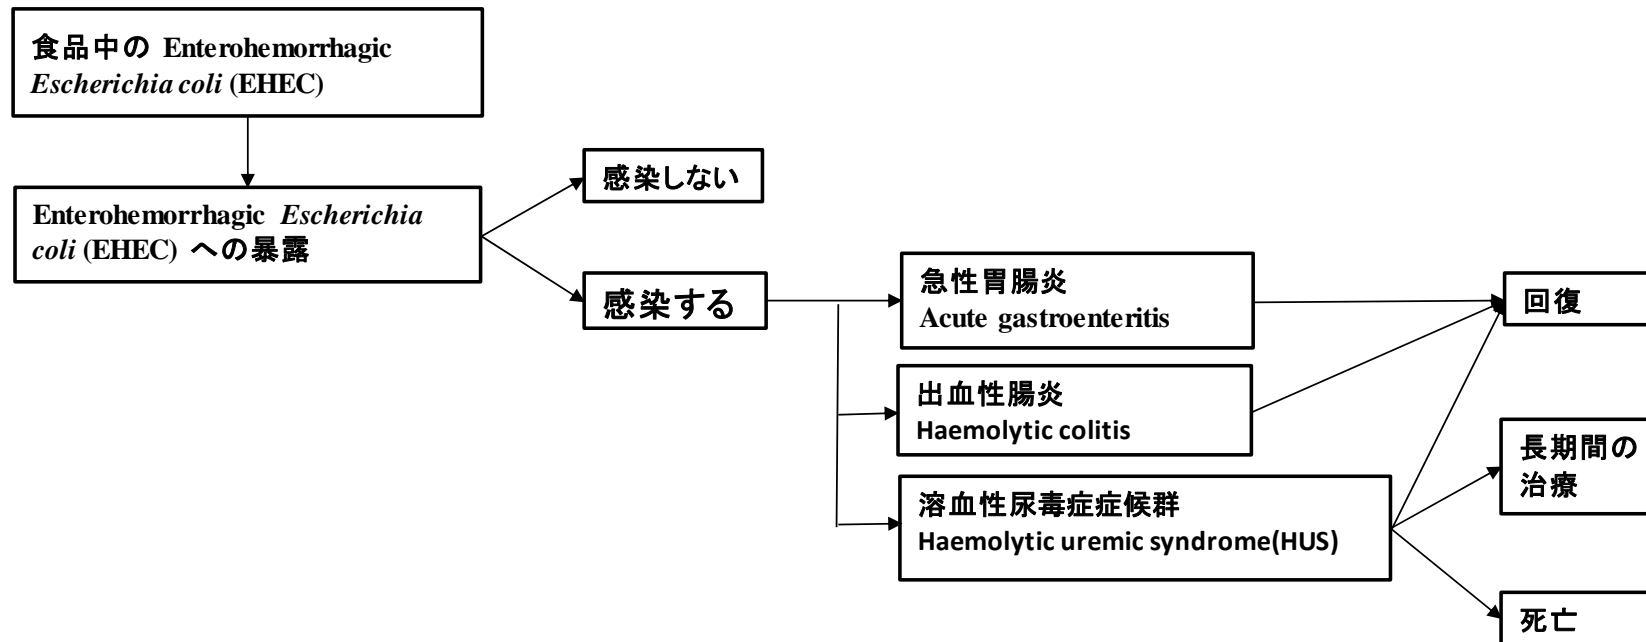 食品中の Enterohemorrhagic
Escherichia coli (EHEC)
Enterohemorrhagic Escherichia
coli (EHEC) への暴露
感染しない
感染する
急性胃腸炎
Acute gastroenteritis
出血性腸炎
Haemolytic colitis
溶血性尿毒症症候群
Haemolytic uremic syndrome(HUS)
回復
長期間の
治療
死亡